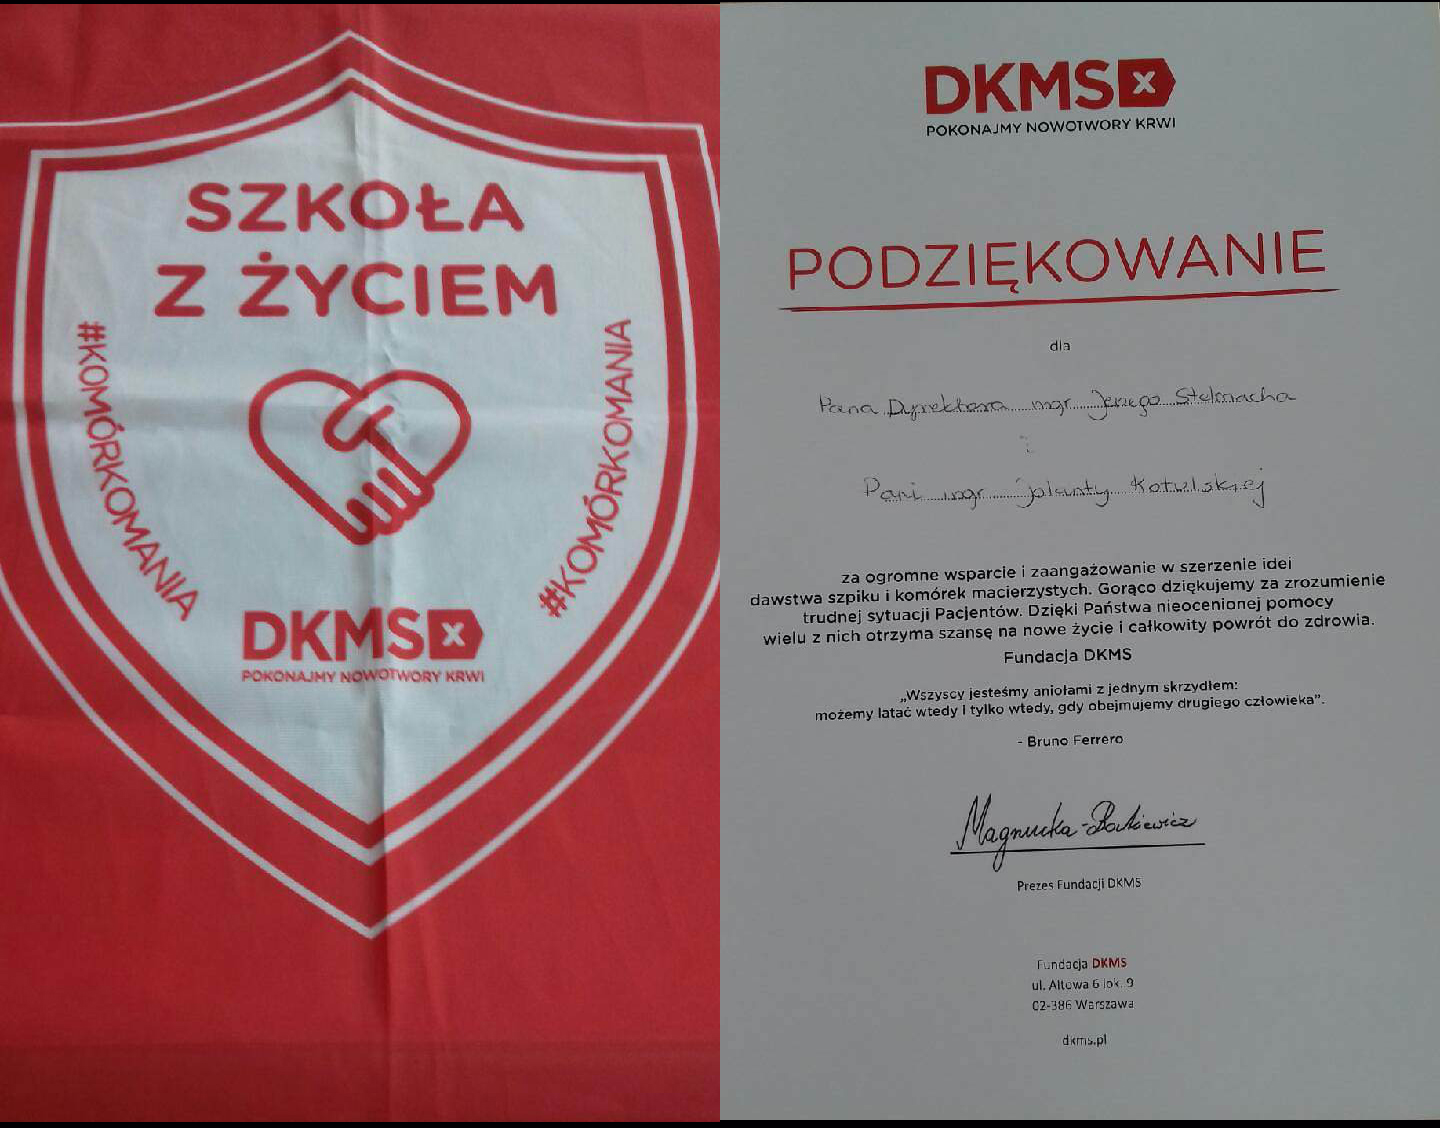 SZKOŁA
Z ŻYCIEM
#KOMÓRKOMANIA
#KOMÓRKOMANIA
DKMS x
POKONAJMY NOWOTWORY KRWI
DKMS x
POKONAJMY NOWOTWORY KRWI
PODZIĘKOWANIE
dla
Pana Dyrektora mgr Jerzego Stelmacha
i
Pani mgr Jolanty Kotulskiej
za ogromne wsparcie i zaangażowanie w szerzenie idei
dawstwa szpiku i komórek macierzystych. Gorąco dziękujemy za zrozumienie
trudnej sytuacji Pacjentów. Dzięki Państwa nieocenionej pomocy
wielu z nich otrzyma szansę na nowe życie i całkowity powrót do zdrowia.
Fundacja DKMS
„Wszyscy jesteśmy aniołami z jednym skrzydłem:
możemy latać wtedy i tylko wtedy, gdy obejmujemy drugiego człowieka”.
- Bruno Ferrero
Prezes Fundacji DKMS
Fundacja DKMS
ul. Altowa 6 lok. 9
02-386 Warszawa
dkms.pl